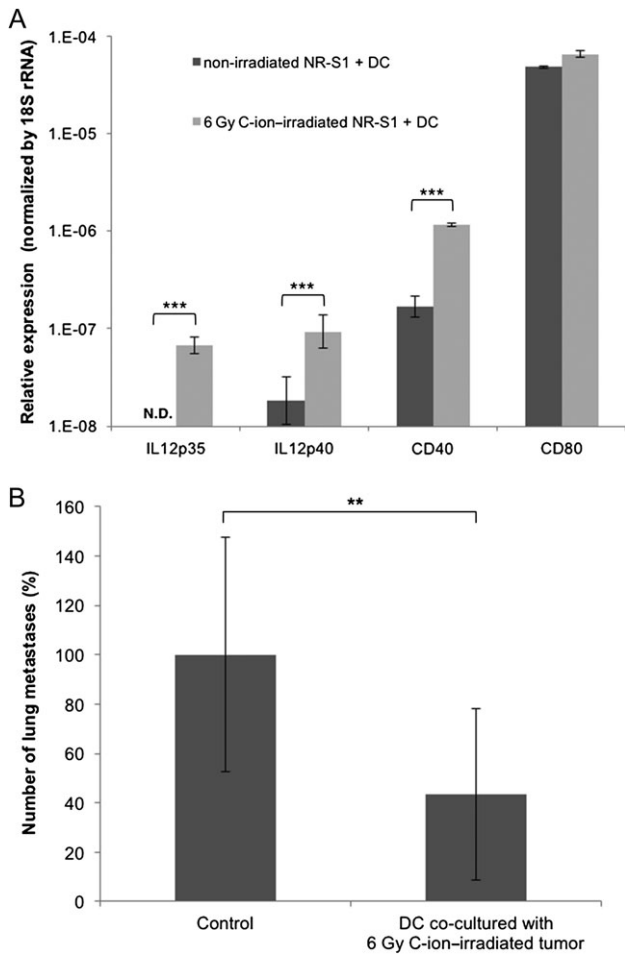 A
Relative expression (normalized by 18S rRNA)
1.E-04
1.E-05
1.E-06
1.E-07
1.E-08
non-irradiated NR-S1 + DC
6 Gy C-ion–irradiated NR-S1 + DC
***
***
***
N.D.
IL12p35
IL12p40
CD40
CD80
B
Number of lung metastases (%)
160
140
120
100
80
60
40
20
0
**
Control
DC co-cultured with
6 Gy C-ion–irradiated tumor